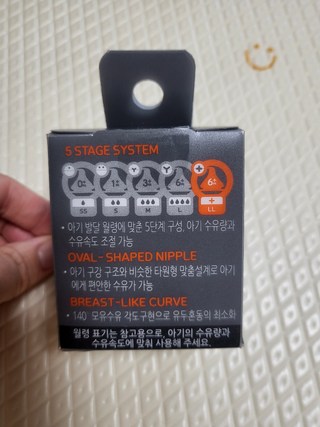 5 STAGE SYSTEM
0+ 1+ 3+ 6+ 6+
SS S M L LL
• 아기 발달 월령에 맞춘 5단계 구성, 아기 수유량과
수유속도 조절 가능
OVAL - SHAPED NIPPLE
• 아기 구강 구조와 비슷한 타원형 맞춤설계로 아기
에게 편안한 수유가 가능
BREAST-LIKE CURVE
• 140° 모유수유 각도구현으로 유두혼동의 최소화
월령 표기는 참고용으로, 아기의 수유량과
수유속도에 맞춰 사용해 주세요.